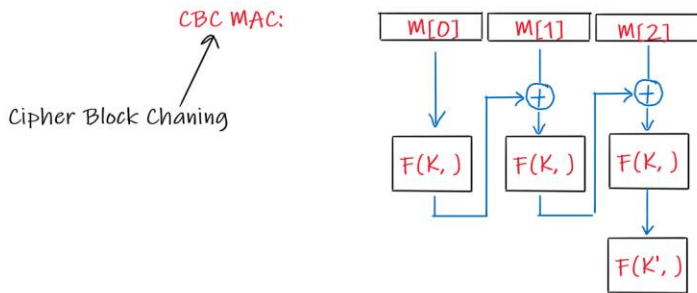 CBC MAC:
Cipher Block Chaning
M[0] M[1] M[2]
+ +
F(K, ) F(K, ) F(K, )
F(K', )